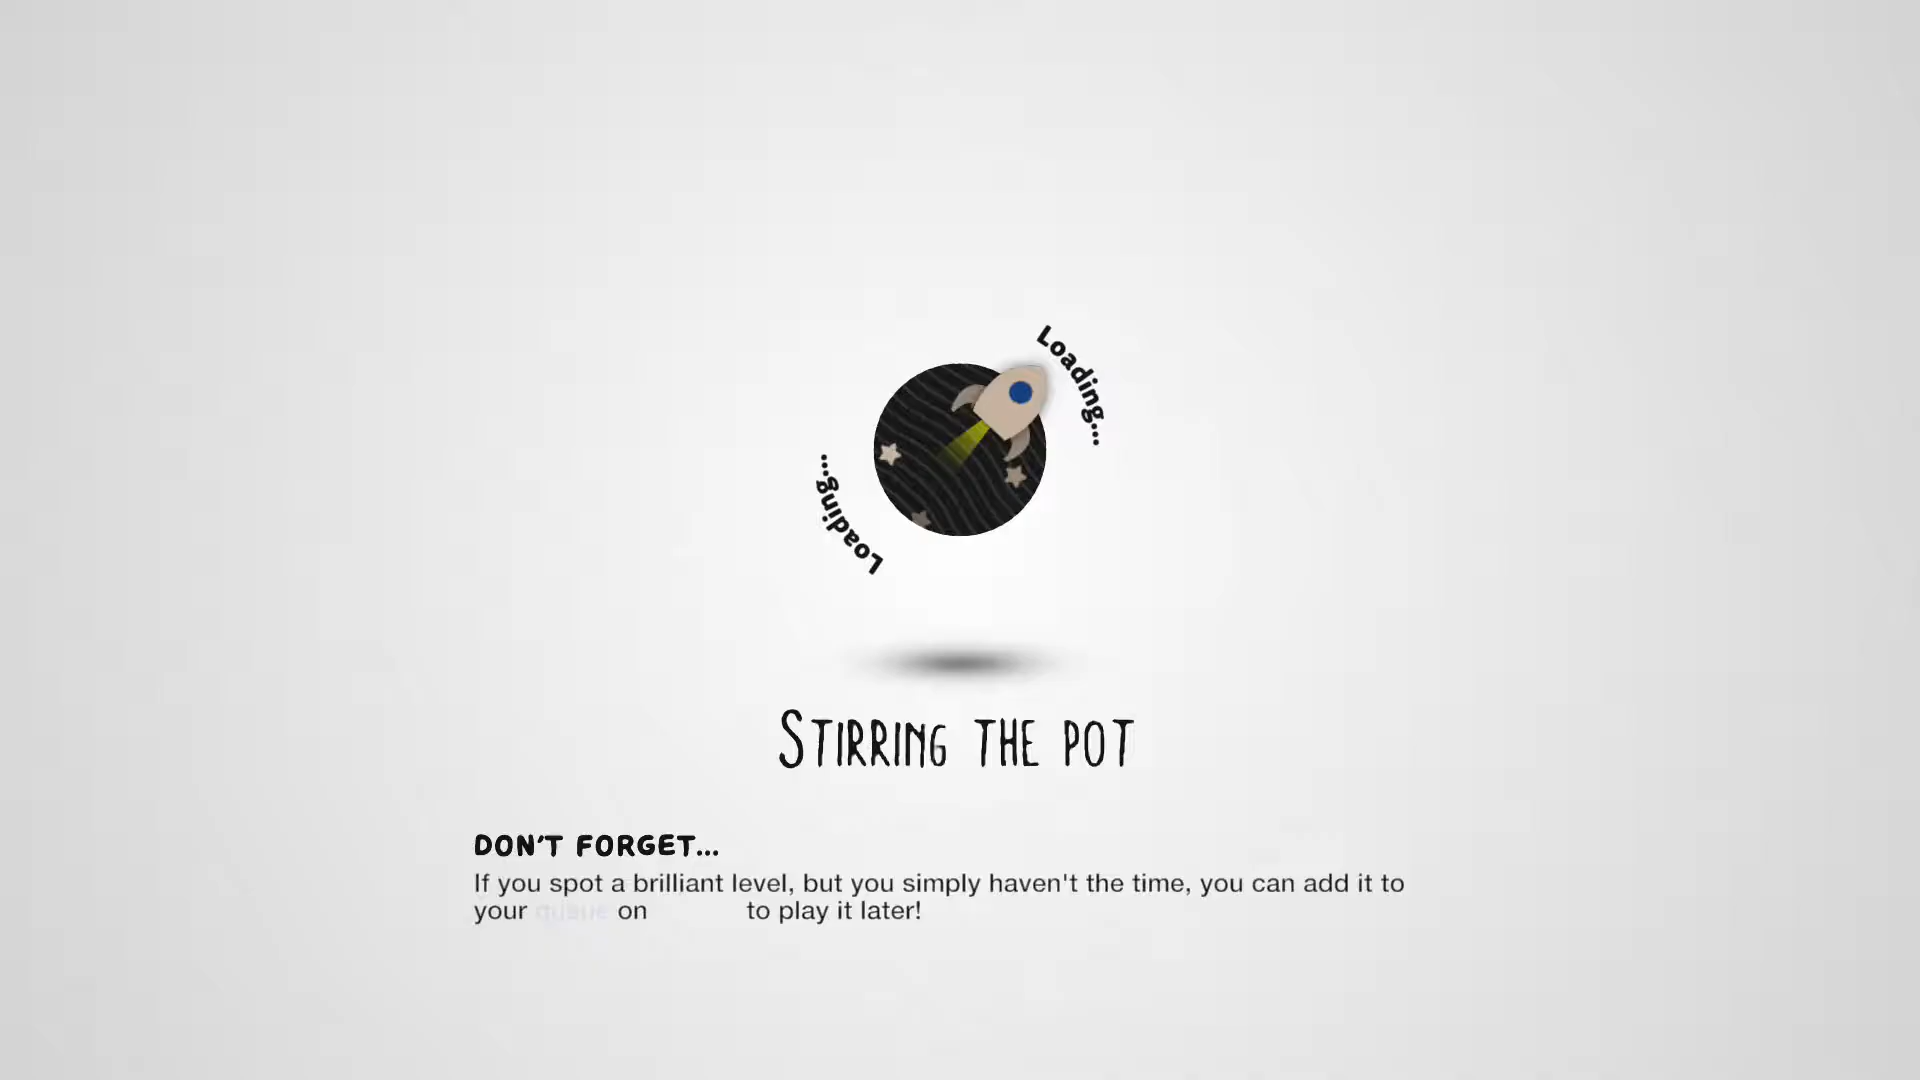 Loading...
Loading...
STIRRING THE POT
DON'T FORGET...
If you spot a brilliant level, but you simply haven't the time, you can add it to
your queue on to play it later!